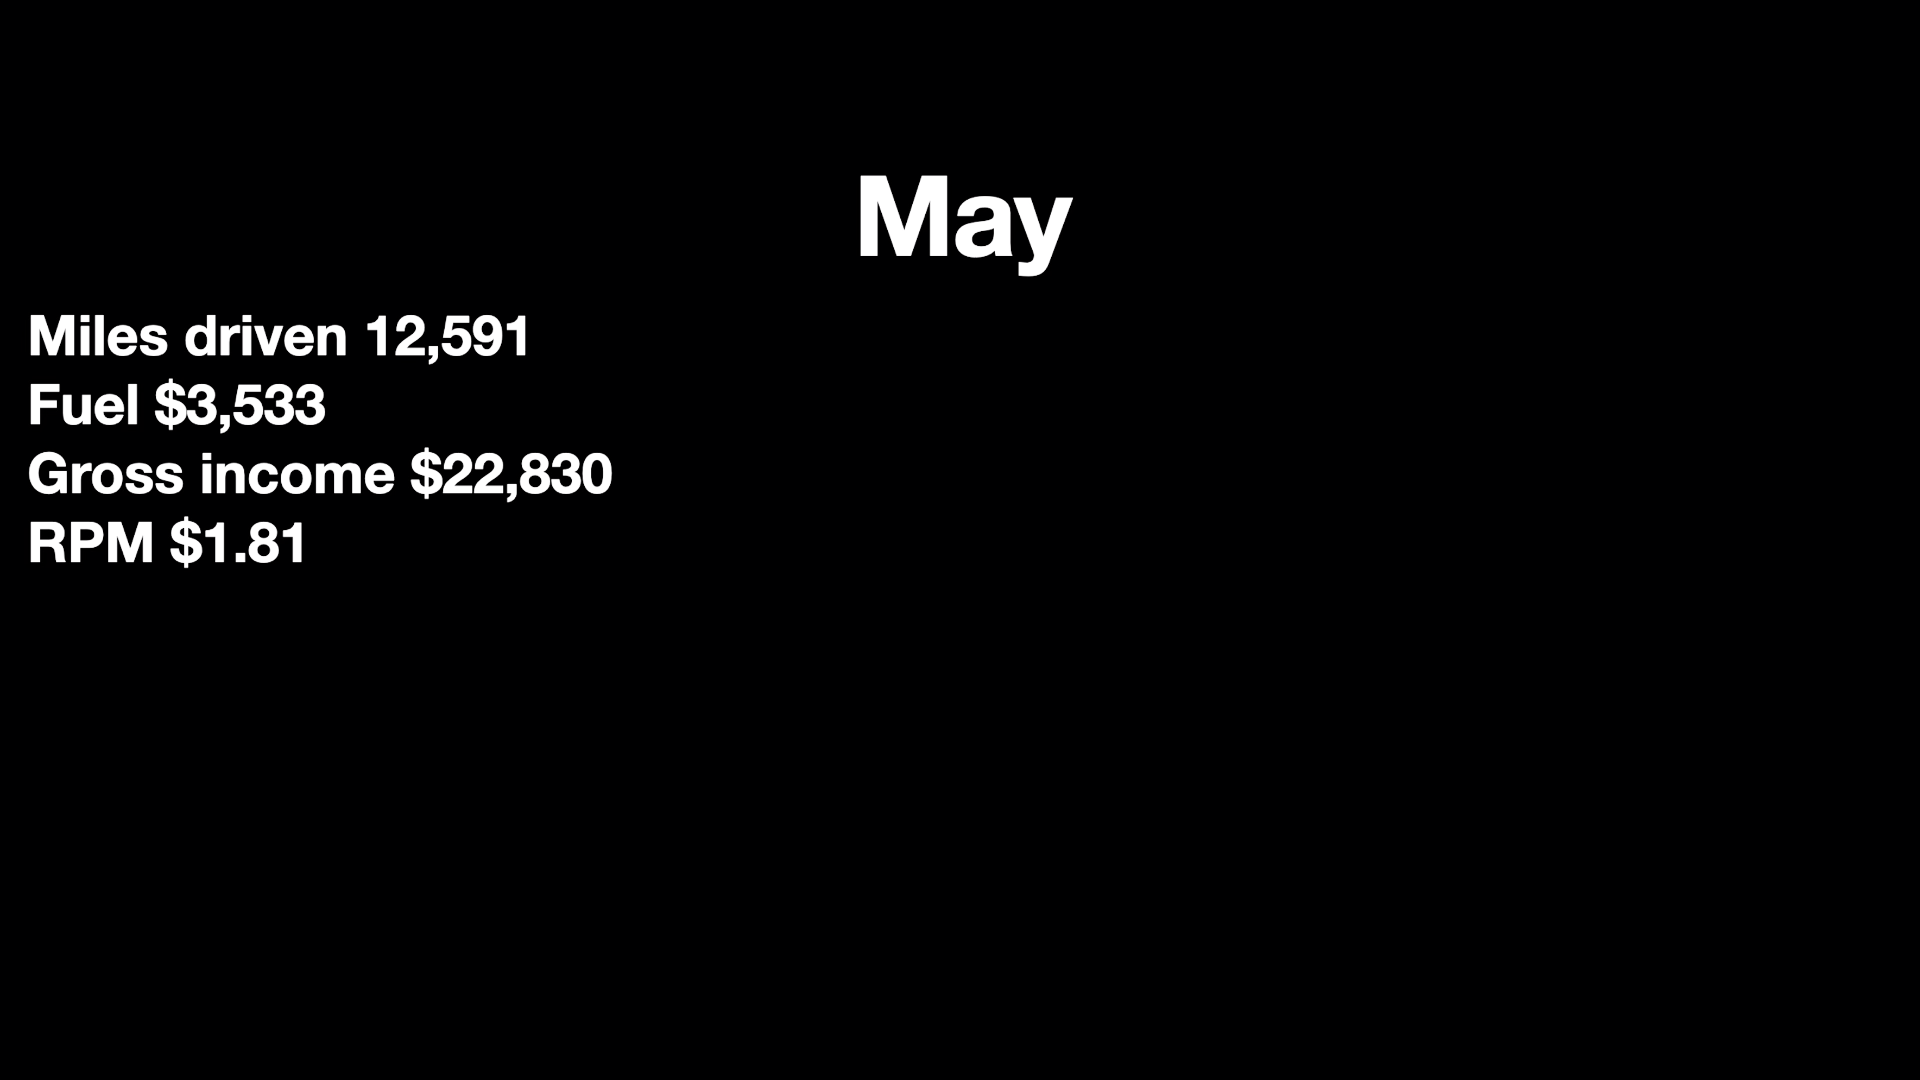 May
Miles driven 12,591
Fuel $3,533
Gross income $22,830
RPM $1.81